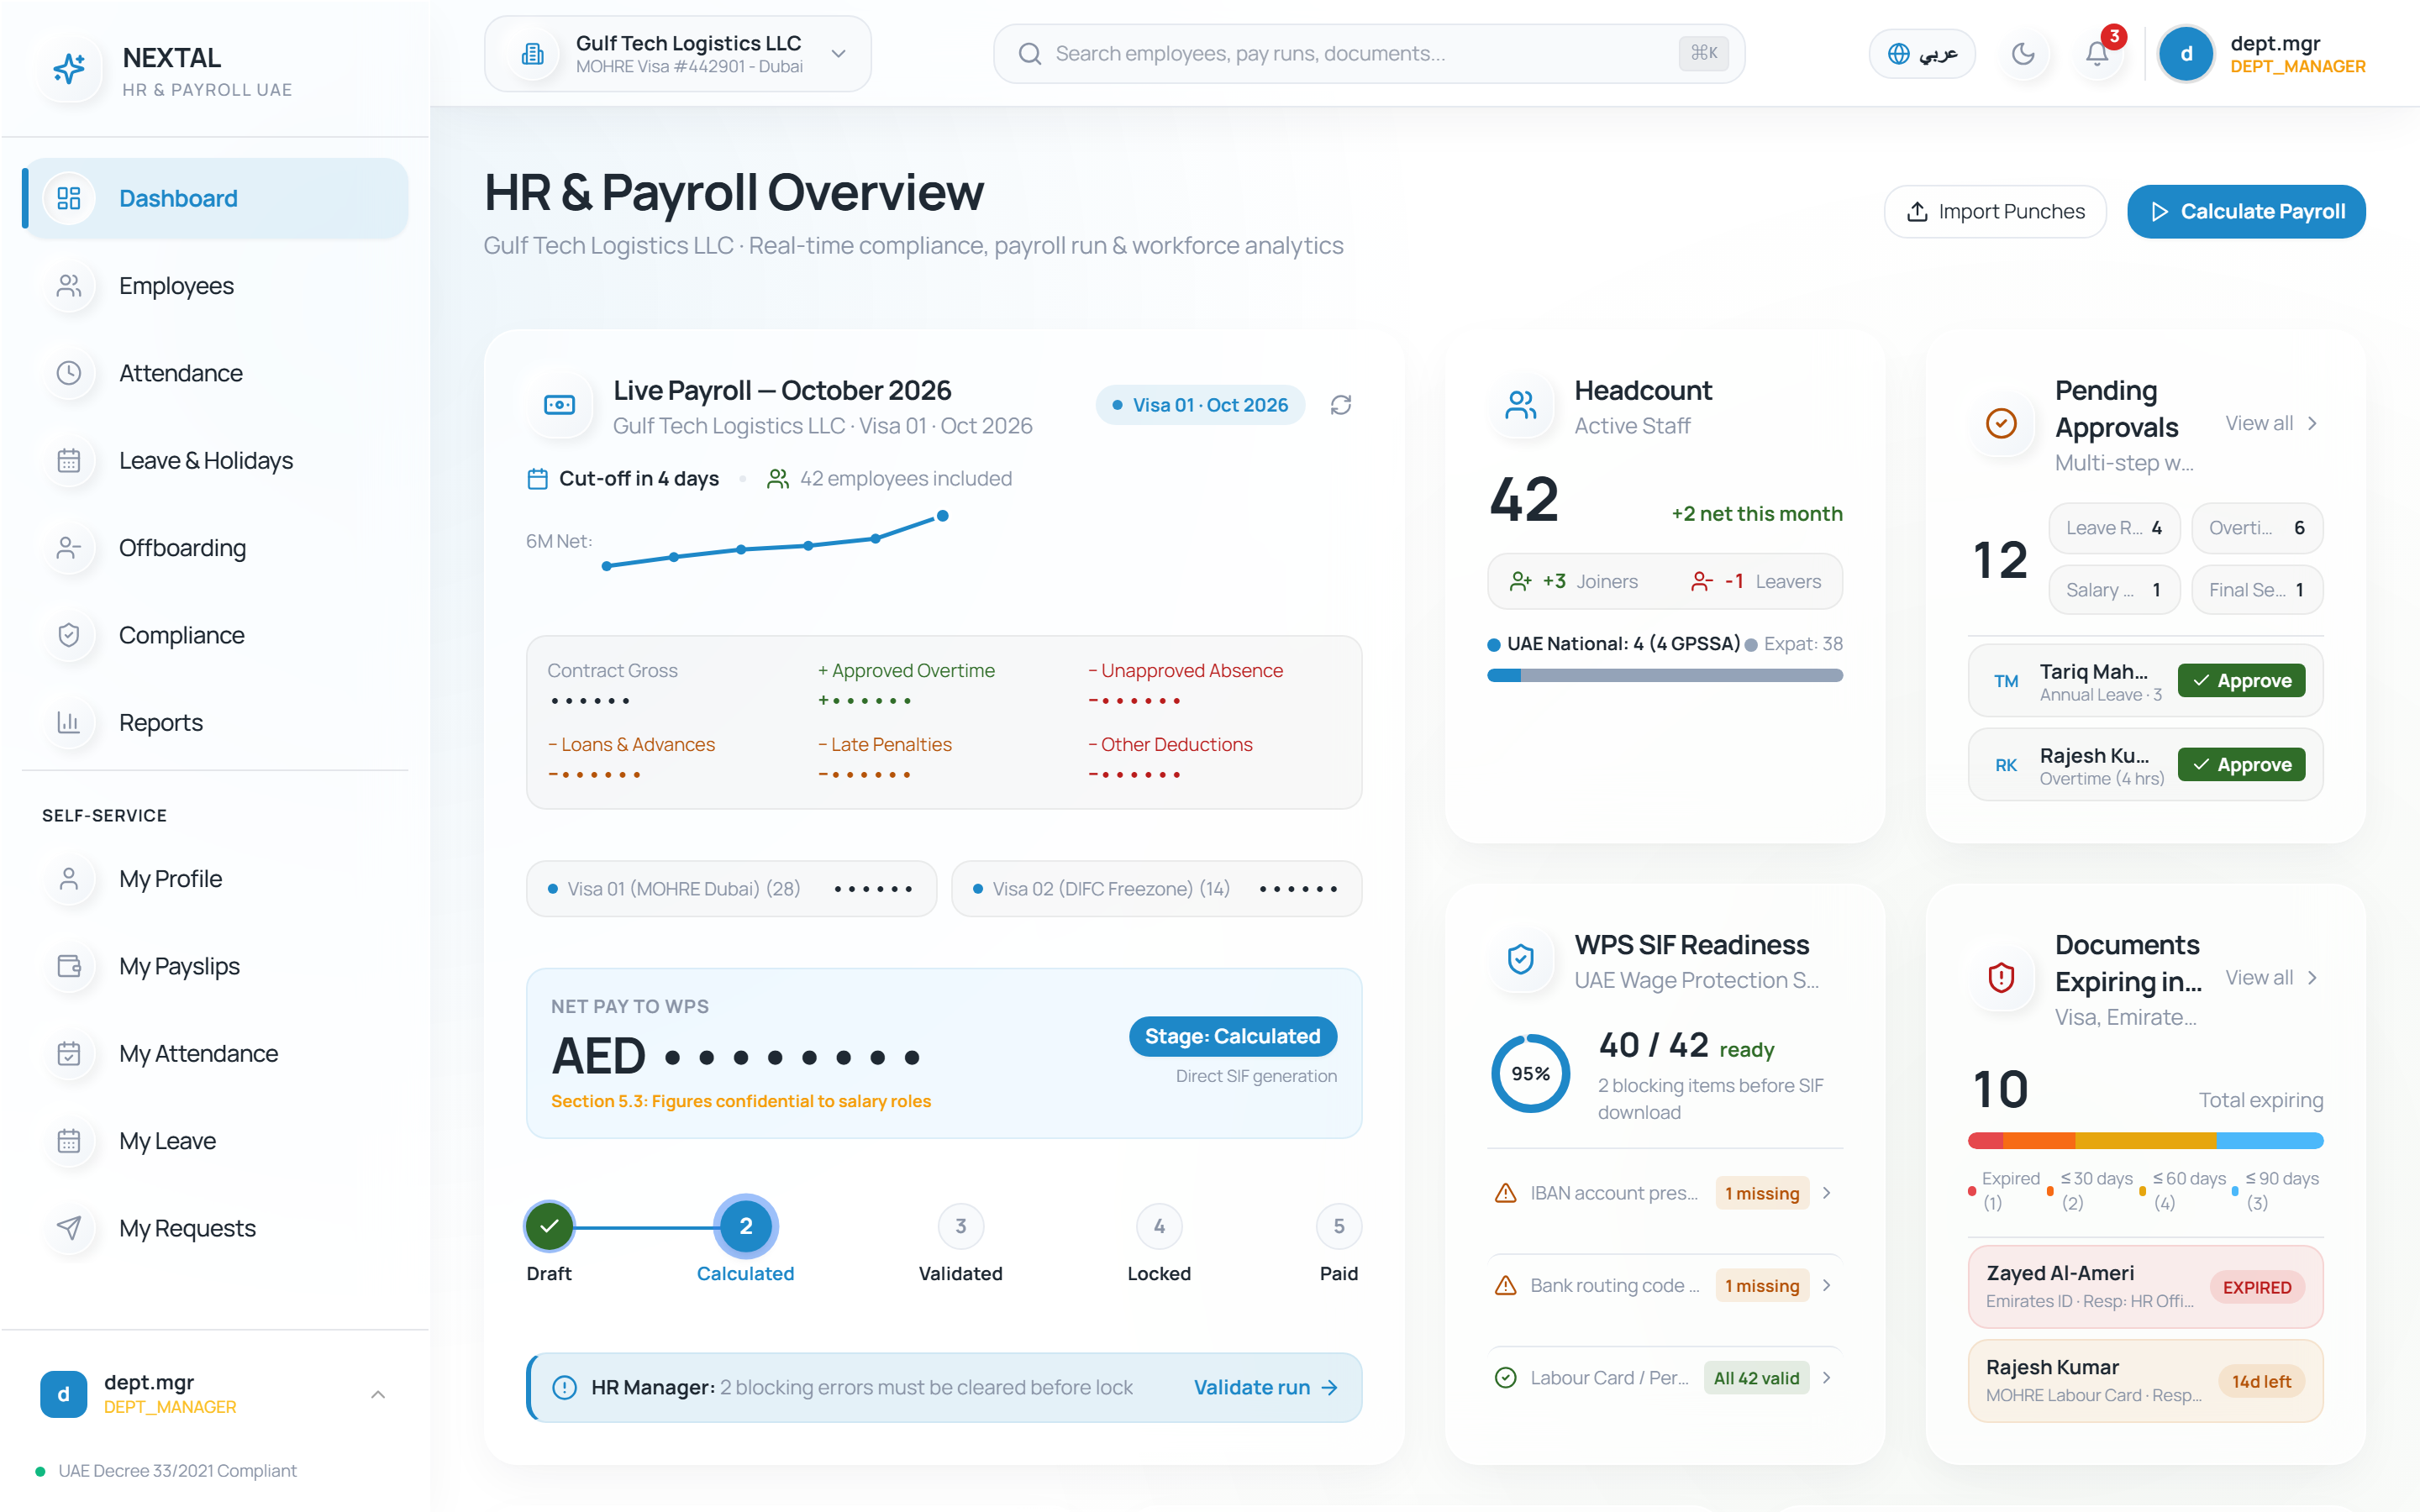 NEXTAL
HR & PAYROLL UAE
Dashboard
Employees
Attendance
Leave & Holidays
Offboarding
Compliance
Reports
SELF-SERVICE
My Profile
My Payslips
My Attendance
My Leave
My Requests
d
dept.mgr
DEPT_MANAGER
UAE Decree 33/2021 Compliant
Gulf Tech Logistics LLC
MOHRE Visa #442901 - Dubai
Search employees, pay runs, documents...
⌘K
عربي
3
d
dept.mgr
DEPT_MANAGER
HR & Payroll Overview
Gulf Tech Logistics LLC · Real-time compliance, payroll run & workforce analytics
Import Punches
Calculate Payroll
Live Payroll — October 2026
Gulf Tech Logistics LLC · Visa 01 · Oct 2026
Visa 01 · Oct 2026
Cut-off in 4 days
42 employees included
6M Net:
Contract Gross
••••••
+ Approved Overtime
+••••••
− Unapproved Absence
−••••••
− Loans & Advances
−••••••
− Late Penalties
−••••••
− Other Deductions
−••••••
Visa 01 (MOHRE Dubai) (28) ••••••
Visa 02 (DIFC Freezone) (14) ••••••
NET PAY TO WPS
AED ••••••••
Section 5.3: Figures confidential to salary roles
Stage: Calculated
Direct SIF generation
2
3
4
5
Draft
Calculated
Validated
Locked
Paid
HR Manager: 2 blocking errors must be cleared before lock
Validate run
Headcount
Active Staff
42
+2 net this month
+3 Joiners
-1 Leavers
UAE National: 4 (4 GPSSA)
Expat: 38
Pending
Approvals
Multi-step w...
View all
12
Leave R... 4
Overti... 6
Salary ... 1
Final Se... 1
TM
Tariq Mah...
Annual Leave · 3
Approve
RK
Rajesh Ku...
Overtime (4 hrs)
Approve
WPS SIF Readiness
UAE Wage Protection S...
95%
40 / 42 ready
2 blocking items before SIF
download
IBAN account pres...
1 missing
Bank routing code ...
1 missing
Labour Card / Per...
All 42 valid
Documents
Expiring in...
Visa, Emirate...
View all
10
Total expiring
Expired
(1)
≤ 30 days
(2)
≤ 60 days
(4)
≤ 90 days
(3)
Zayed Al-Ameri
Emirates ID · Resp: HR Offi...
EXPIRED
Rajesh Kumar
MOHRE Labour Card · Resp...
14d left